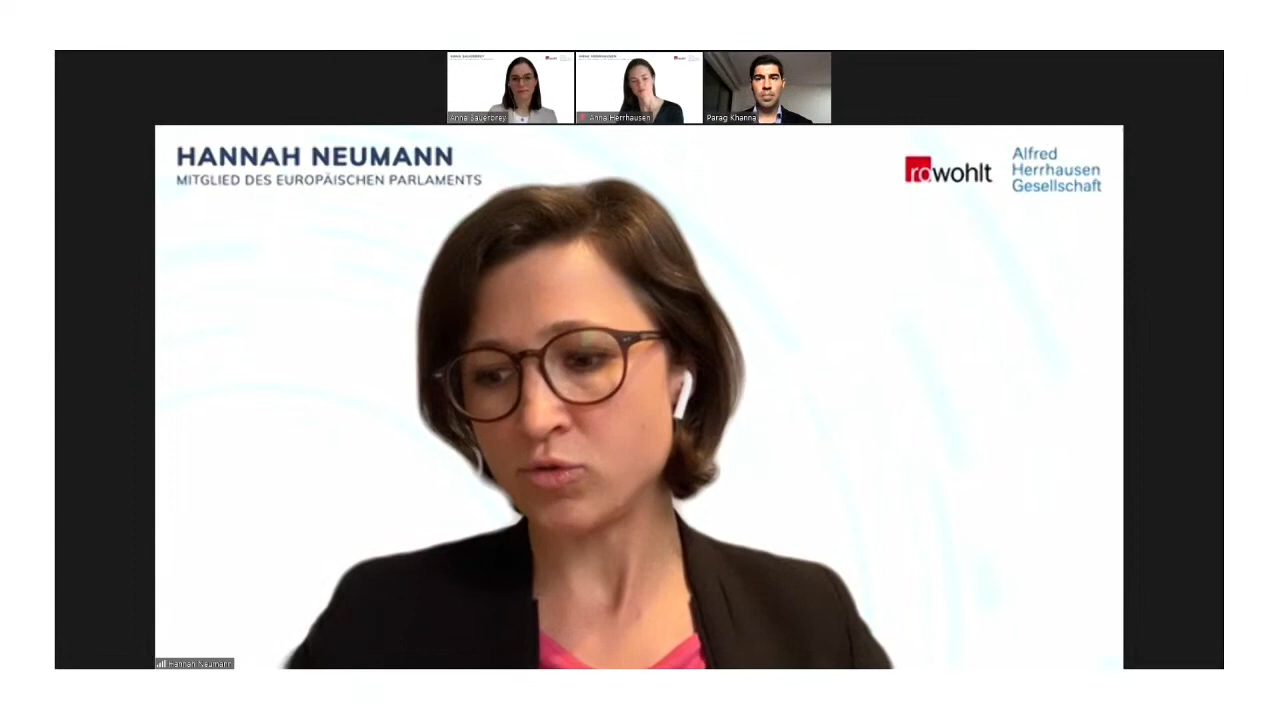 Anna Sauerbrey
Anna Herrhausen
Parag Khanna
HANNAH NEUMANN
MITGLIED DES EUROPÄISCHEN PARLAMENTS
rowohlt
Alfred
Herrhausen
Gesellschaft
Hannah Neumann